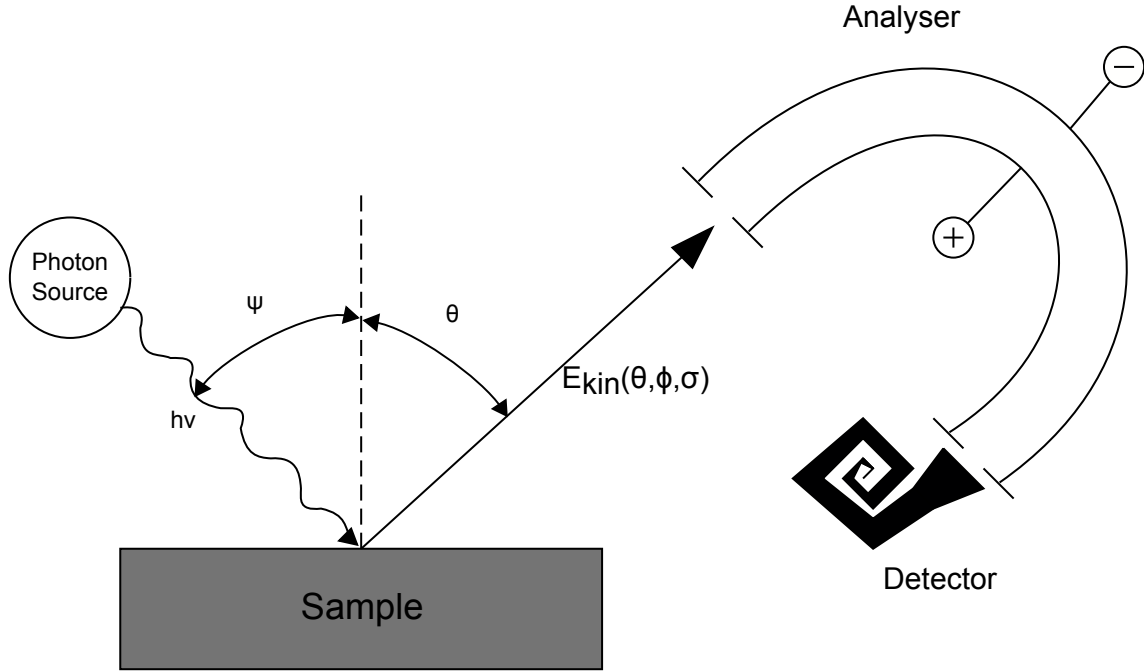 Analyser
−
+
Photon
Source
ψ
θ
hν
E_kin(θ,ϕ,σ)
Sample
Detector